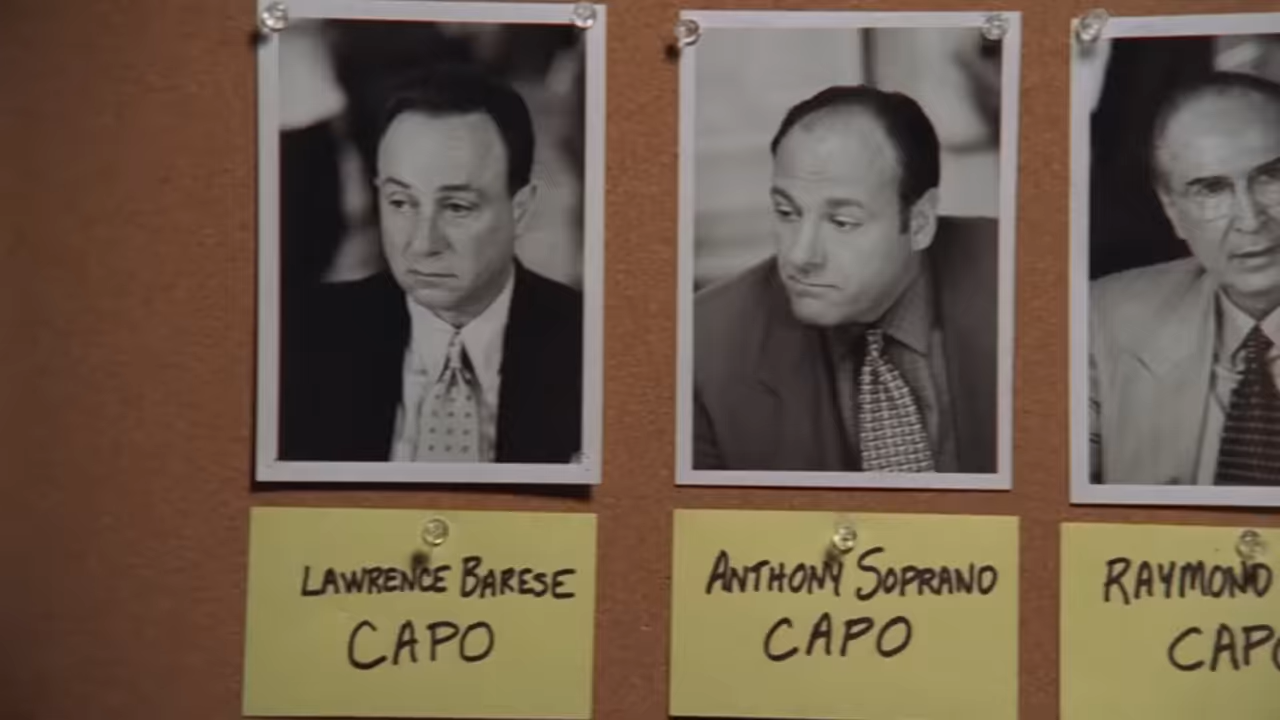 LAWRENCE BARESE
CAPO
ANTHONY SOPRANO
CAPO
RAYMOND
CAPO